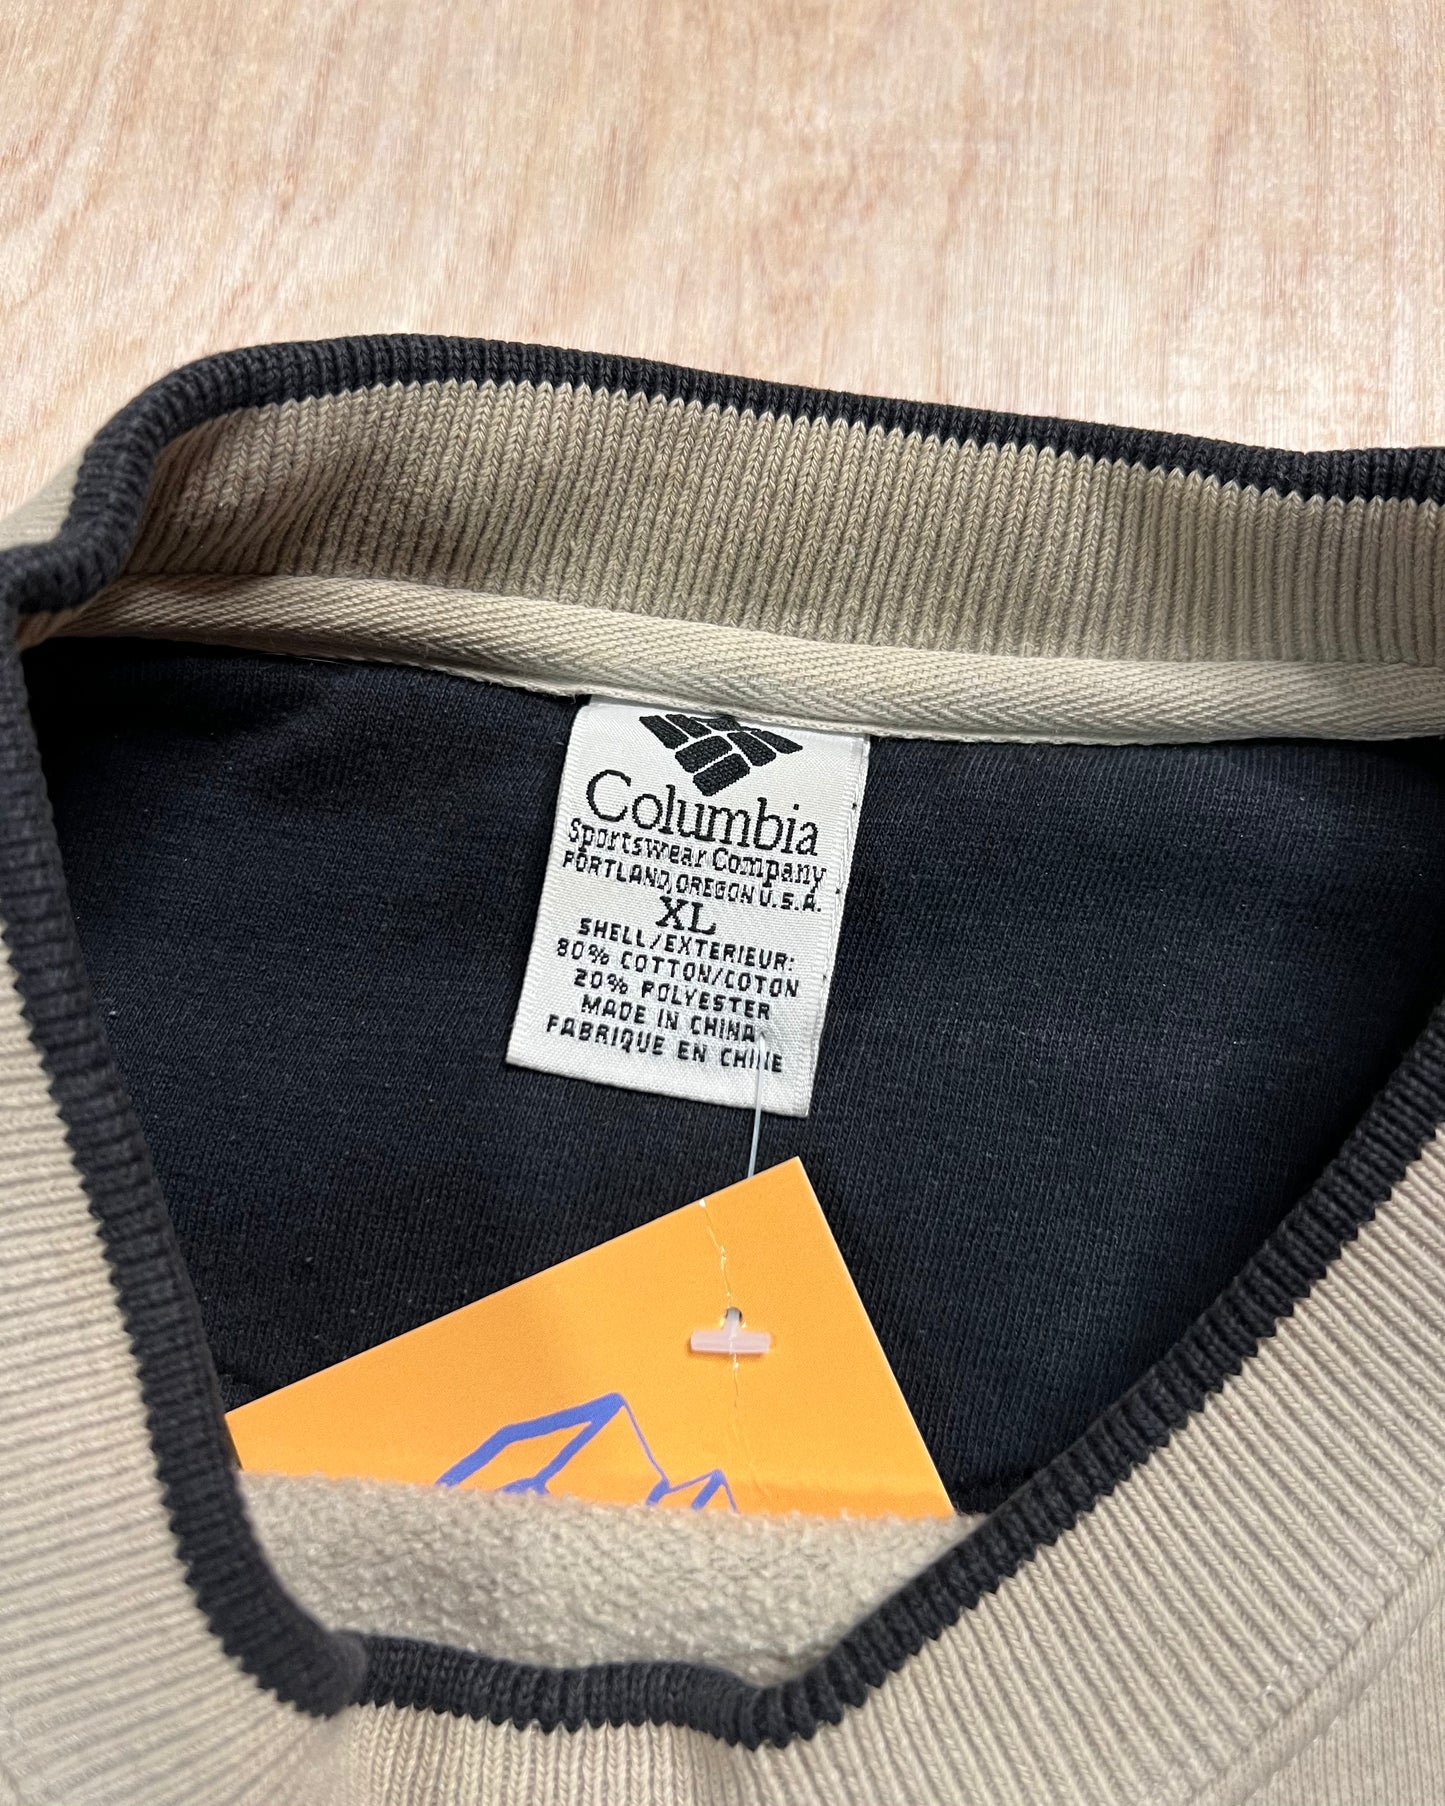 Columbia
Sportswear Company
PORTLAND, OREGON U.S.A.
XL
SHELL/EXTERIEUR:
80% COTTON/COTON
20% POLYESTER
MADE IN CHINA
FABRIQUE EN CHINE